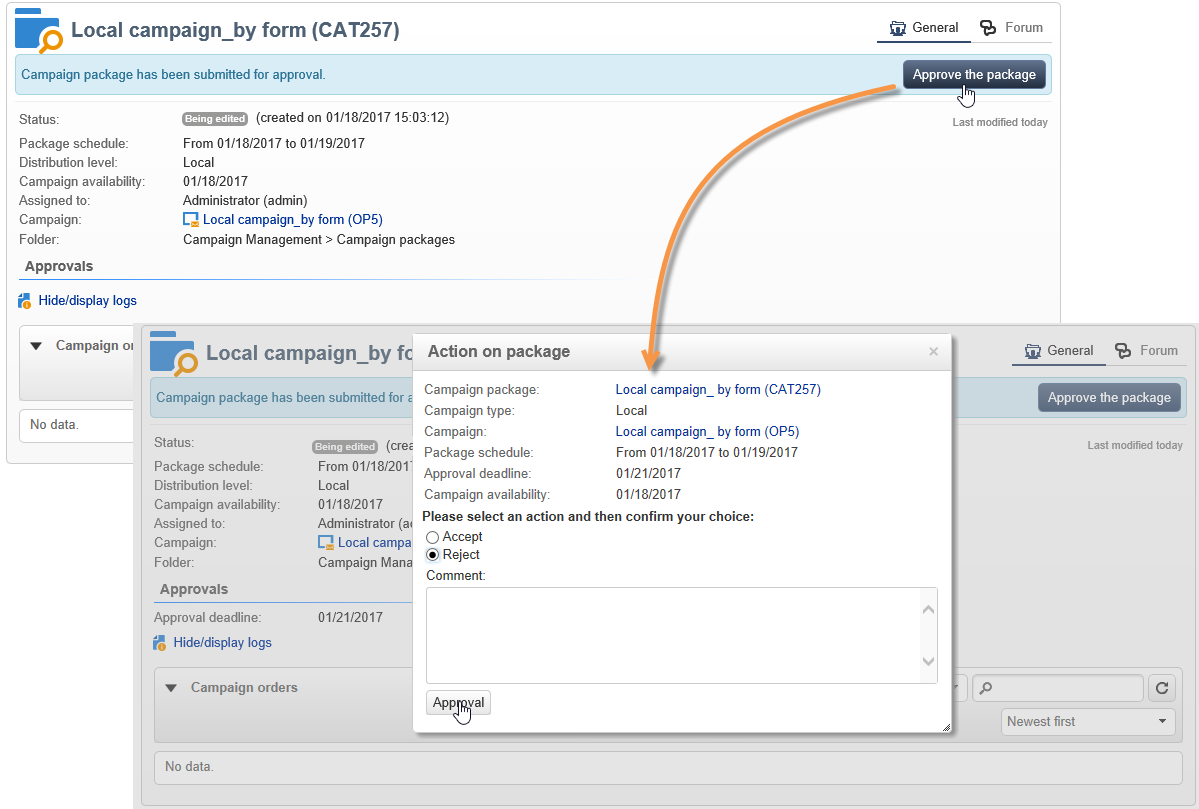 Local campaign_by form (CAT257)
General
Forum
Campaign package has been submitted for approval.
Approve the package
Status: Being edited (created on 01/18/2017 15:03:12)
Last modified today
Package schedule: From 01/18/2017 to 01/19/2017
Distribution level: Local
Campaign availability: 01/18/2017
Assigned to: Administrator (admin)
Campaign: Local campaign_by form (OP5)
Folder: Campaign Management > Campaign packages
Approvals
Hide/display logs
Campaign or
No data.
Local campaign_by fo
General
Forum
Campaign package has been submitted for a
Approve the package
Status: Being edited (crea
Last modified today
Package schedule: From 01/18/2017
Distribution level: Local
Campaign availability: 01/18/2017
Assigned to: Administrator (a
Campaign: Local campa
Folder: Campaign Mana
Approvals
Approval deadline: 01/21/2017
Hide/display logs
Campaign orders
Newest first
No data.
Action on package
Campaign package: Local campaign_ by form (CAT257)
Campaign type: Local
Campaign: Local campaign_ by form (OP5)
Package schedule: From 01/18/2017 to 01/19/2017
Approval deadline: 01/21/2017
Campaign availability: 01/18/2017
Please select an action and then confirm your choice:
Accept
Reject
Comment:
Approval